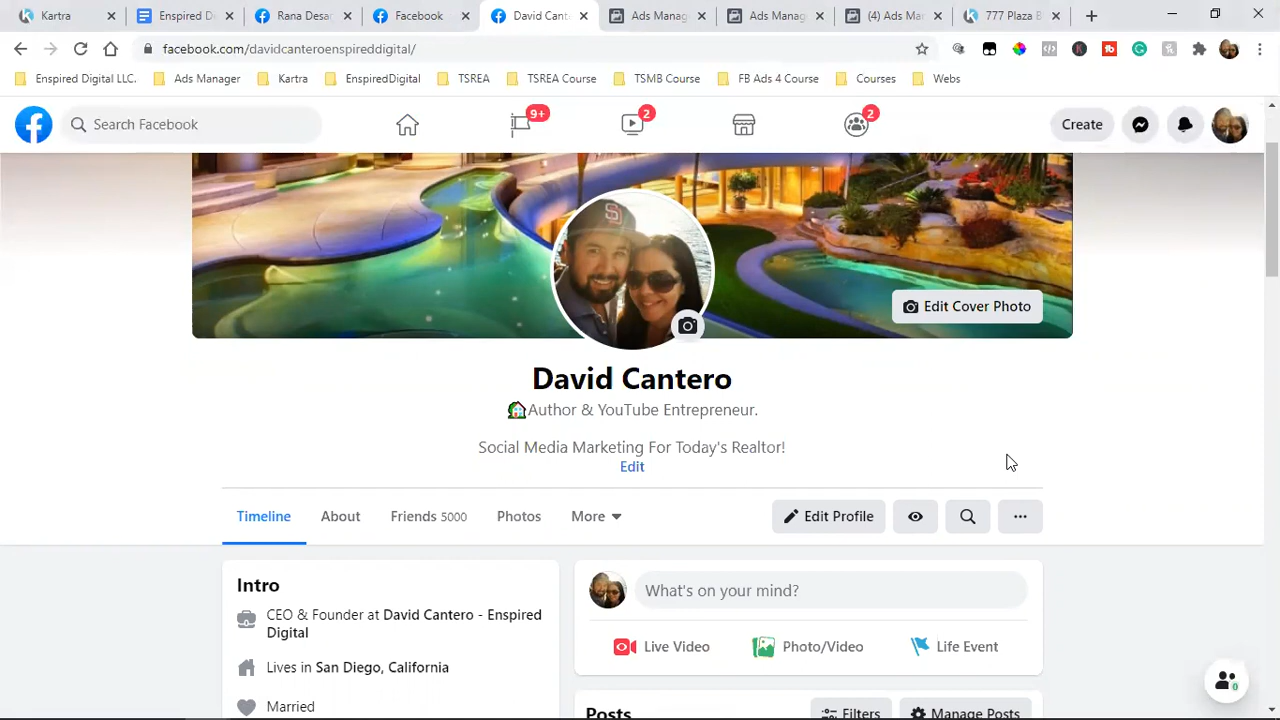 Kartra
Enspired D
Rana Desar
Facebook
David Cant
Ads Manag
Ads Manag
(4) Ads Ma
777 Plaza B
facebook.com/davidcanteroenspireddigital/
Enspired Digital LLC.
Ads Manager
Kartra
EnspiredDigital
TSREA
TSREA Course
TSMB Course
FB Ads 4 Course
Courses
Webs
Search Facebook
9+
2
2
Create
Edit Cover Photo
David Cantero
Author & YouTube Entrepreneur.
Social Media Marketing For Today's Realtor!
Edit
Timeline
About
Friends 5000
Photos
More
Edit Profile
Intro
CEO & Founder at David Cantero - Enspired
Digital
Lives in San Diego, California
Married
What's on your mind?
Live Video
Photo/Video
Life Event
Posts
Filters
Manage Posts
0